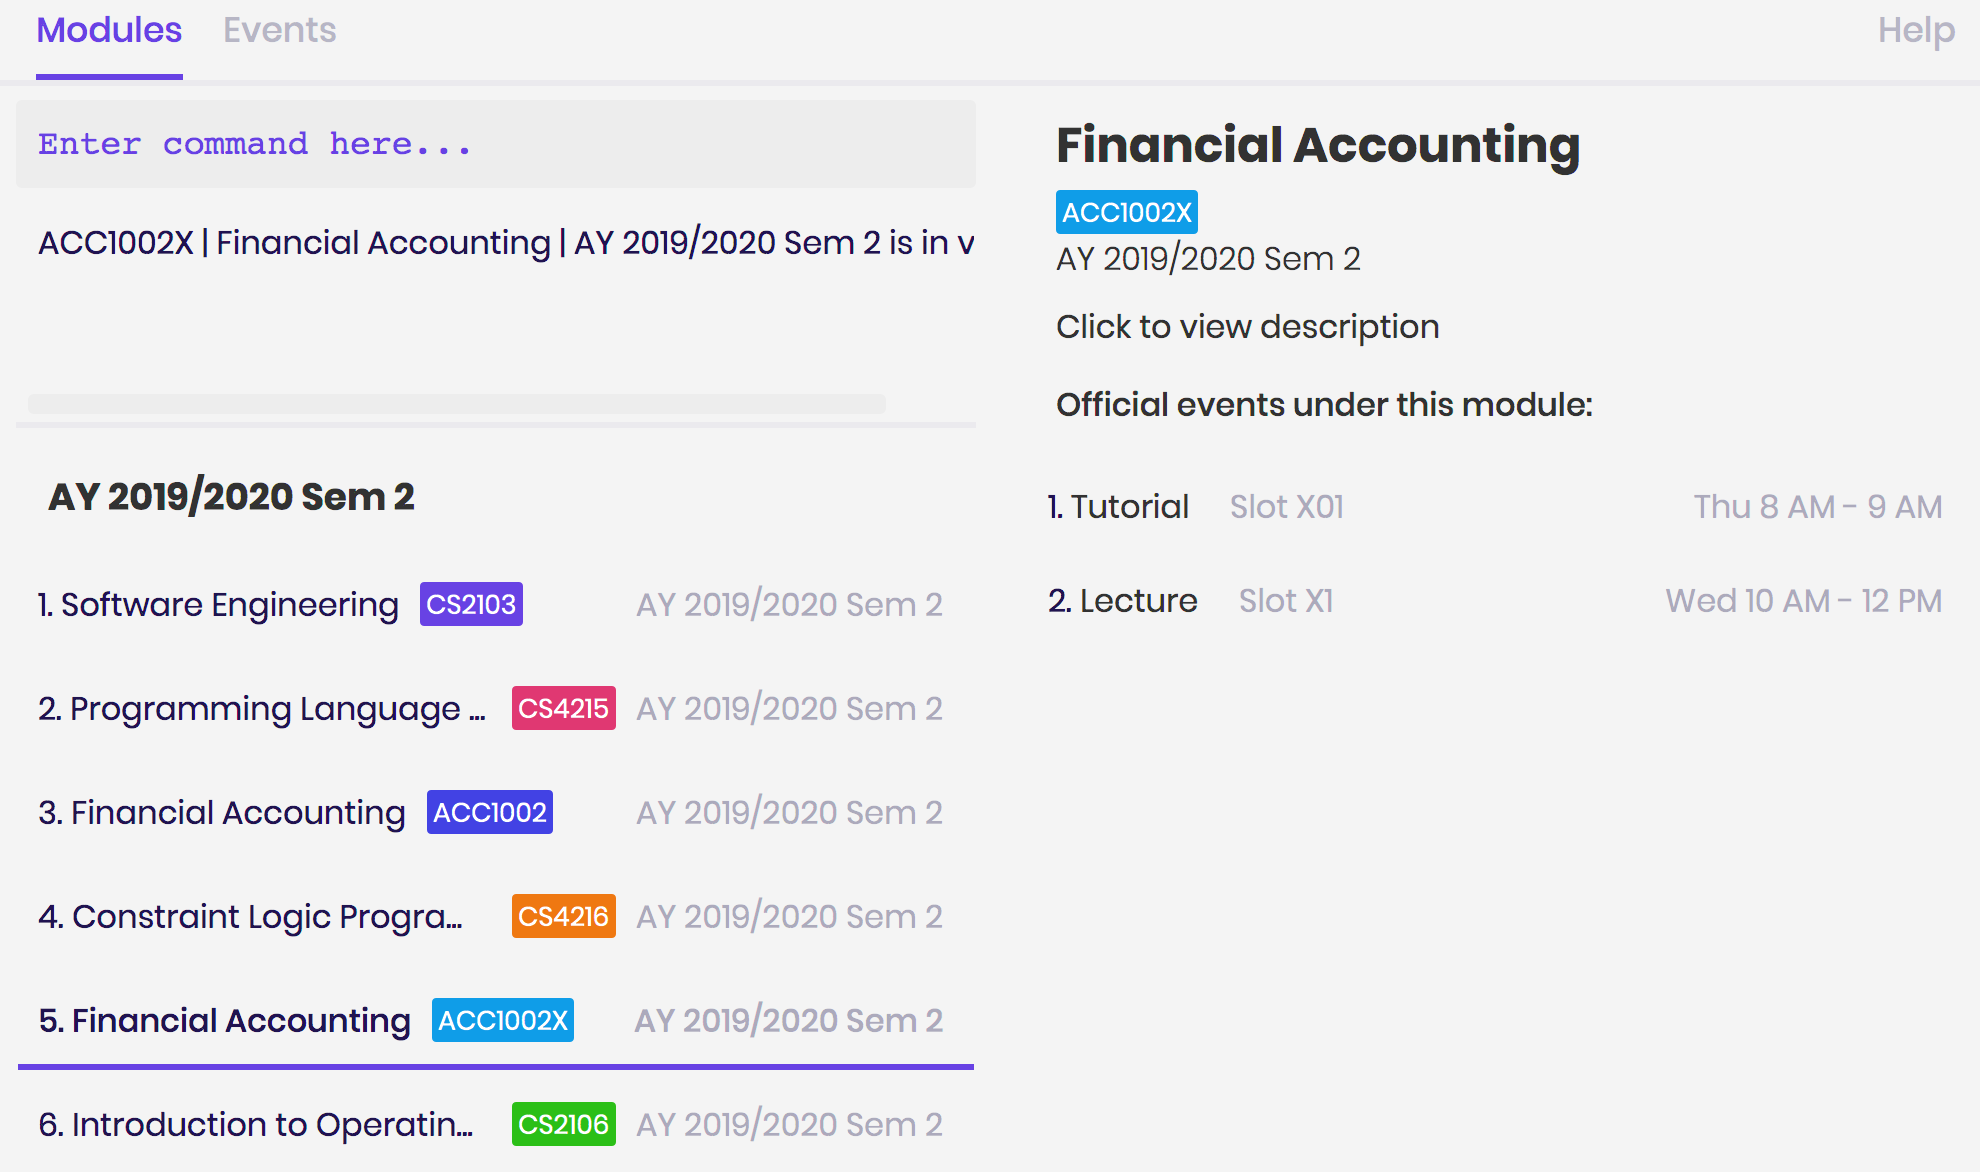 Modules Events Help
Enter command here...
ACC1002X | Financial Accounting | AY 2019/2020 Sem 2 is in v
AY 2019/2020 Sem 2
1. Software Engineering CS2103 AY 2019/2020 Sem 2
2. Programming Language ... CS4215 AY 2019/2020 Sem 2
3. Financial Accounting ACC1002 AY 2019/2020 Sem 2
4. Constraint Logic Progra... CS4216 AY 2019/2020 Sem 2
5. Financial Accounting ACC1002X AY 2019/2020 Sem 2
6. Introduction to Operatin... CS2106 AY 2019/2020 Sem 2
Financial Accounting
ACC1002X
AY 2019/2020 Sem 2
Click to view description
Official events under this module:
1. Tutorial Slot X01 Thu 8 AM - 9 AM
2. Lecture Slot X1 Wed 10 AM - 12 PM